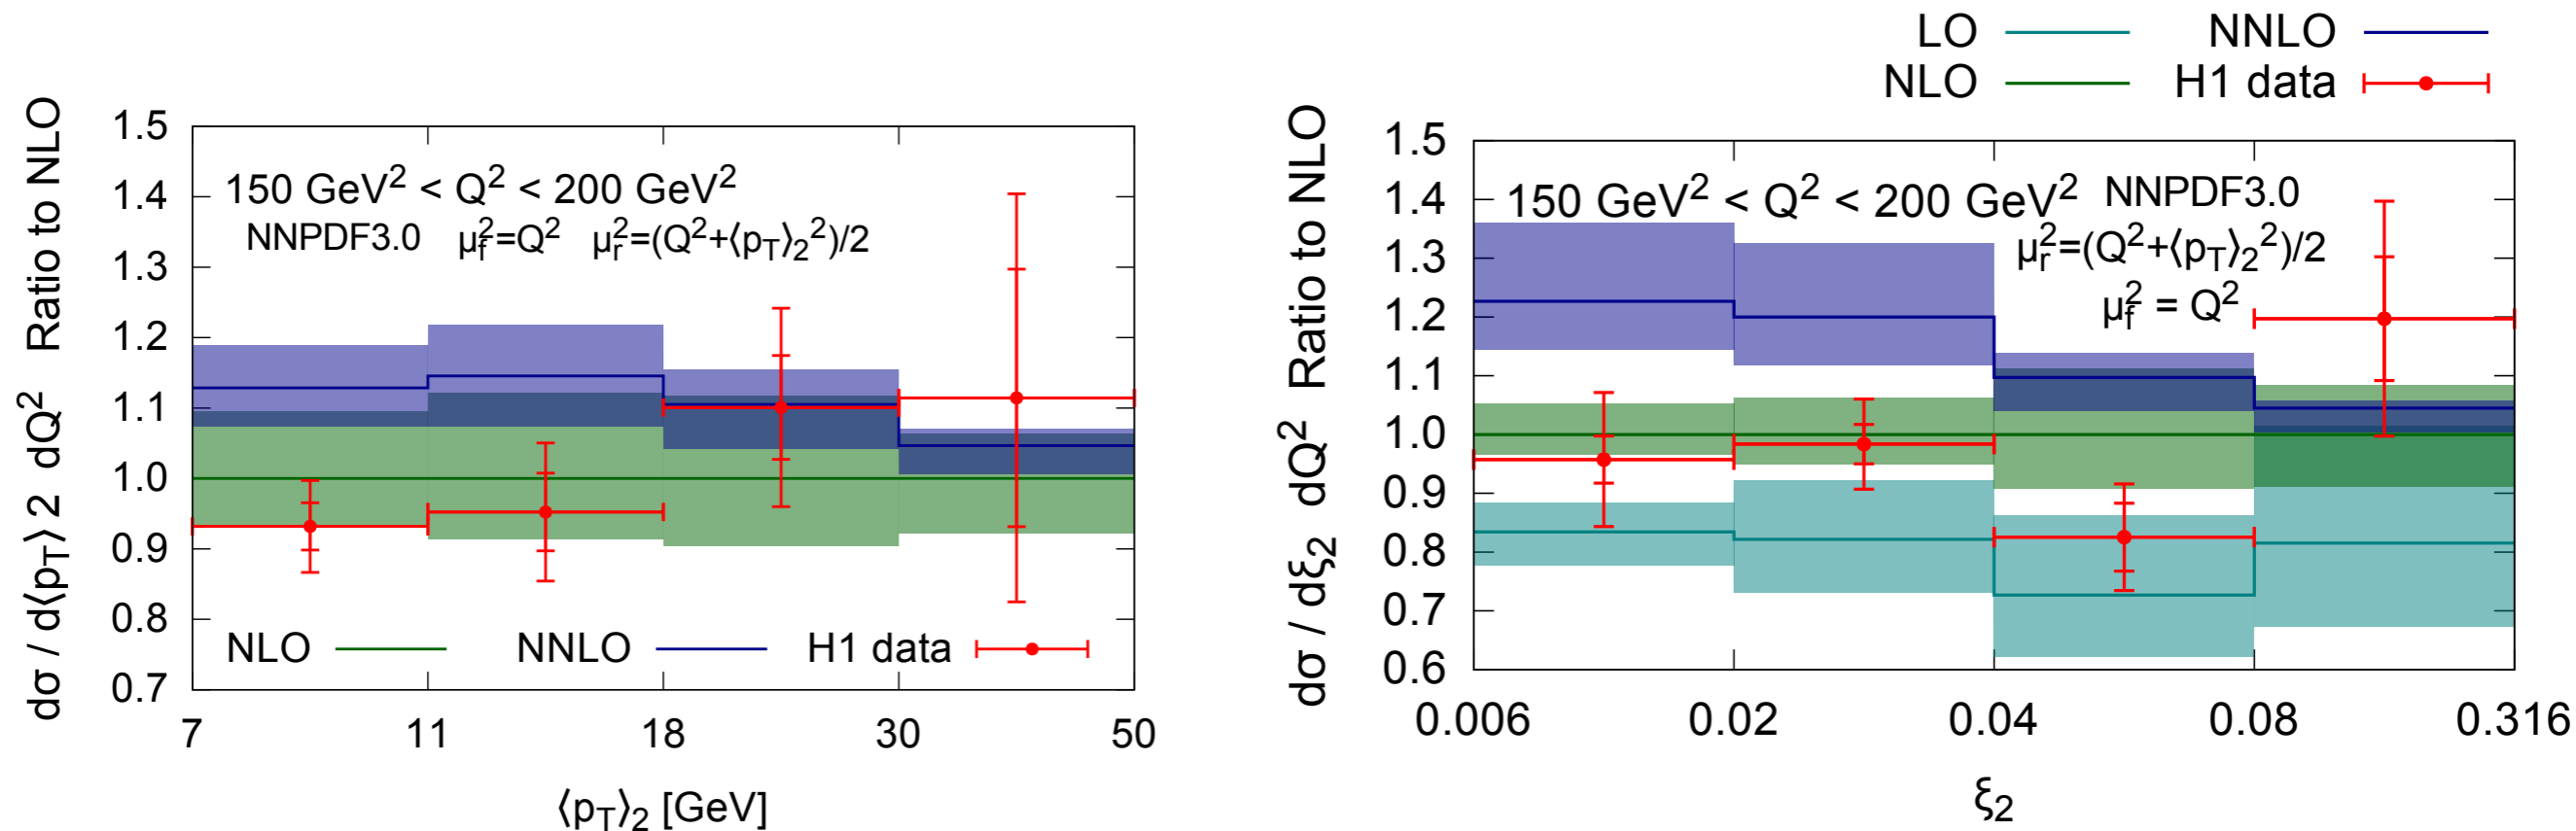 dσ / d⟨pT⟩ 2 dQ² Ratio to NLO
1.5
1.4
1.3
1.2
1.1
1.0
0.9
0.8
0.7
150 GeV² < Q² < 200 GeV²
NNPDF3.0 μf²=Q² μr²=(Q²+⟨pT⟩2²)/2
NLO NNLO H1 data
7 11 18 30 50
⟨pT⟩2 [GeV]
LO NNLO
NLO H1 data
dσ / dξ2 dQ² Ratio to NLO
1.5
1.4
1.3
1.2
1.1
1.0
0.9
0.8
0.7
0.6
150 GeV² < Q² < 200 GeV² NNPDF3.0
μr²=(Q²+⟨pT⟩2²)/2
μf² = Q²
0.006 0.02 0.04 0.08 0.316
ξ2